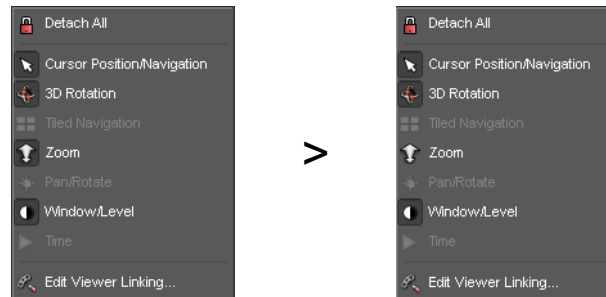 Detach All
Cursor Position/Navigation
3D Rotation
Tiled Navigation
Zoom
Pan/Rotate
Window/Level
Time
Edit Viewer Linking...
>
Detach All
Cursor Position/Navigation
3D Rotation
Tiled Navigation
Zoom
Pan/Rotate
Window/Level
Time
Edit Viewer Linking...